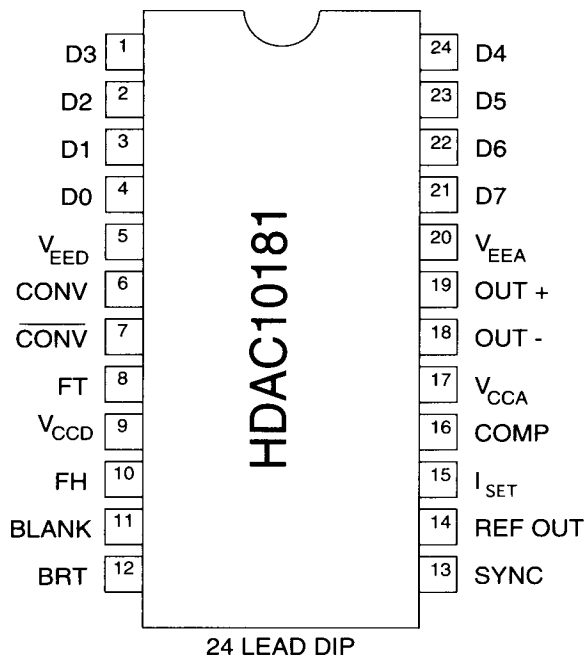 D3 1 24 D4
D2 2 23 D5
D1 3 22 D6
D0 4 21 D7
VEED 5 20 VEEA
CONV 6 19 OUT +
CONV 7 18 OUT -
FT 8 17 VCCA
VCCD 9 16 COMP
FH 10 15 ISET
BLANK 11 14 REF OUT
BRT 12 13 SYNC
HDAC10181
24 LEAD DIP